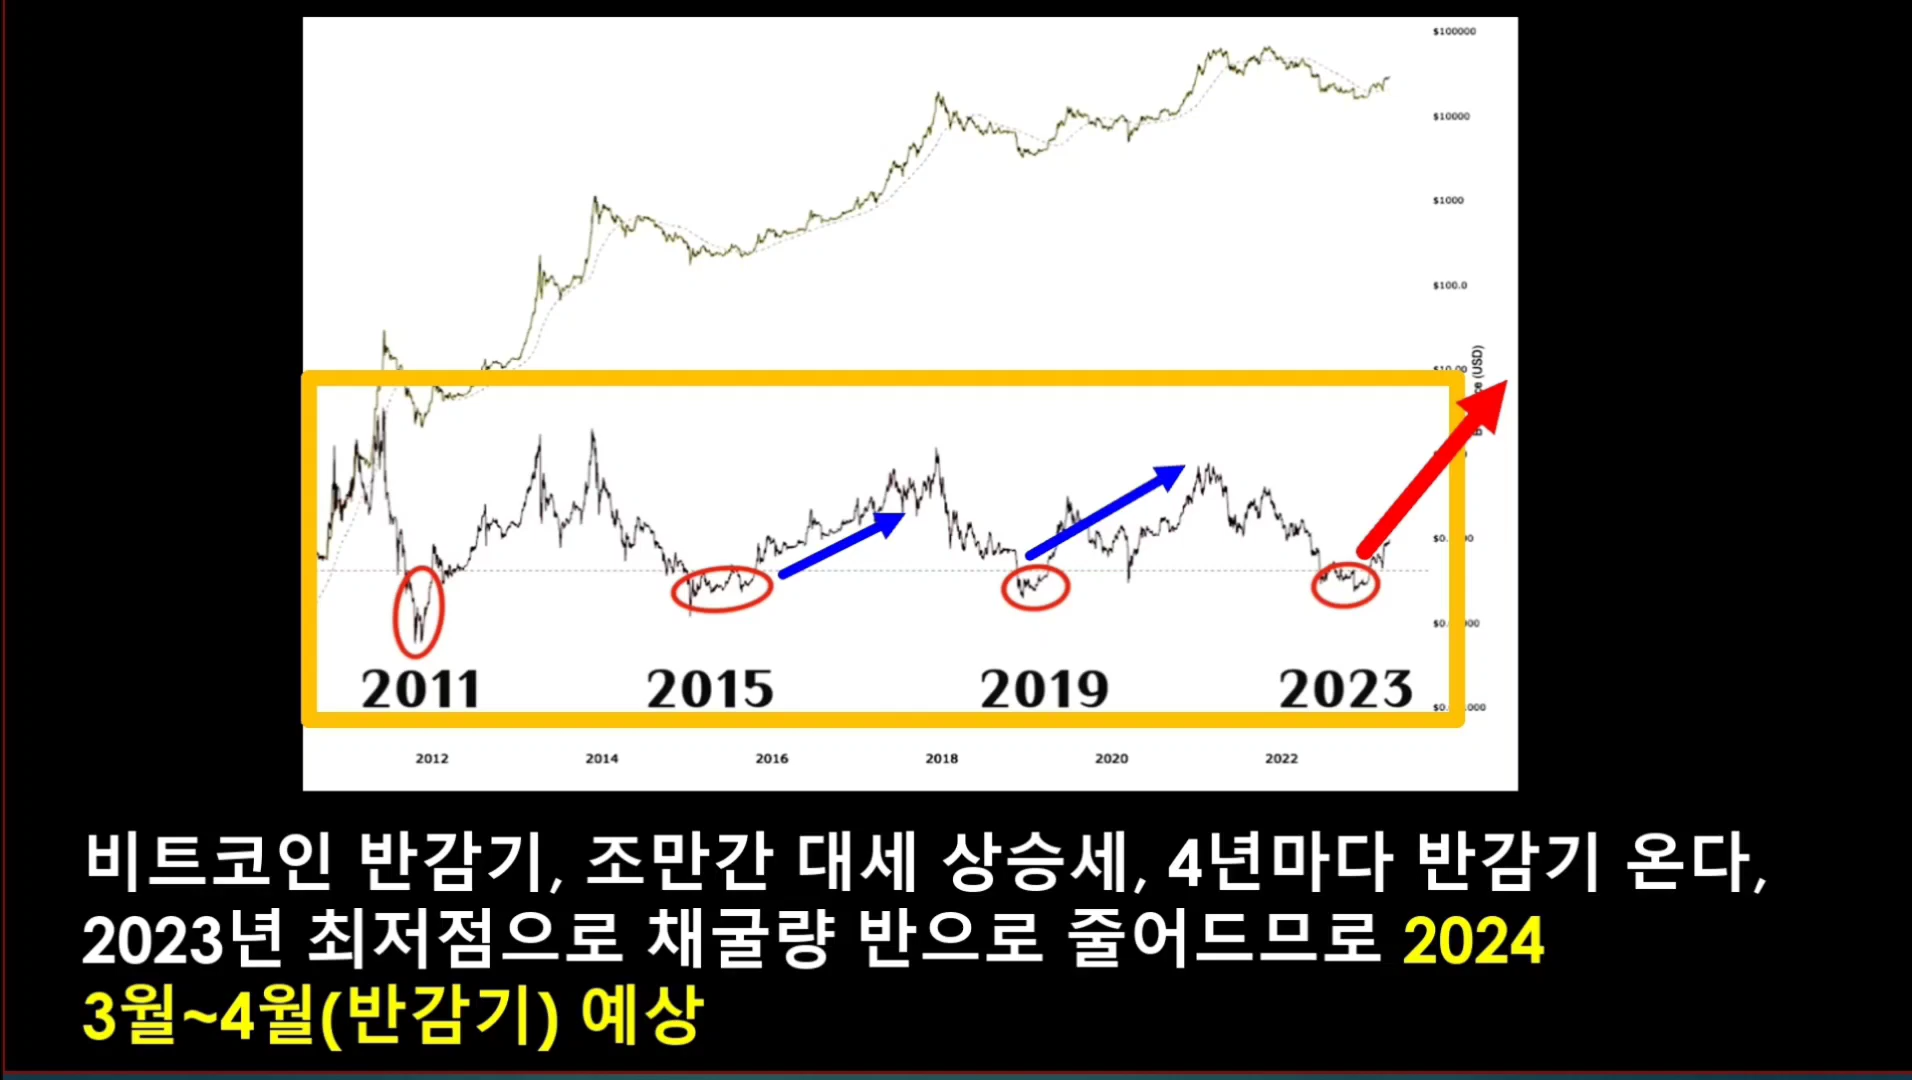 $100000
$10000
$1000
$100.0
$10.00
(USD)
2011 2015 2019 2023
2012 2014 2016 2018 2020 2022
비트코인 반감기, 조만간 대세 상승세, 4년마다 반감기 온다,
2023년 최저점으로 채굴량 반으로 줄어드므로 2024
3월~4월(반감기) 예상